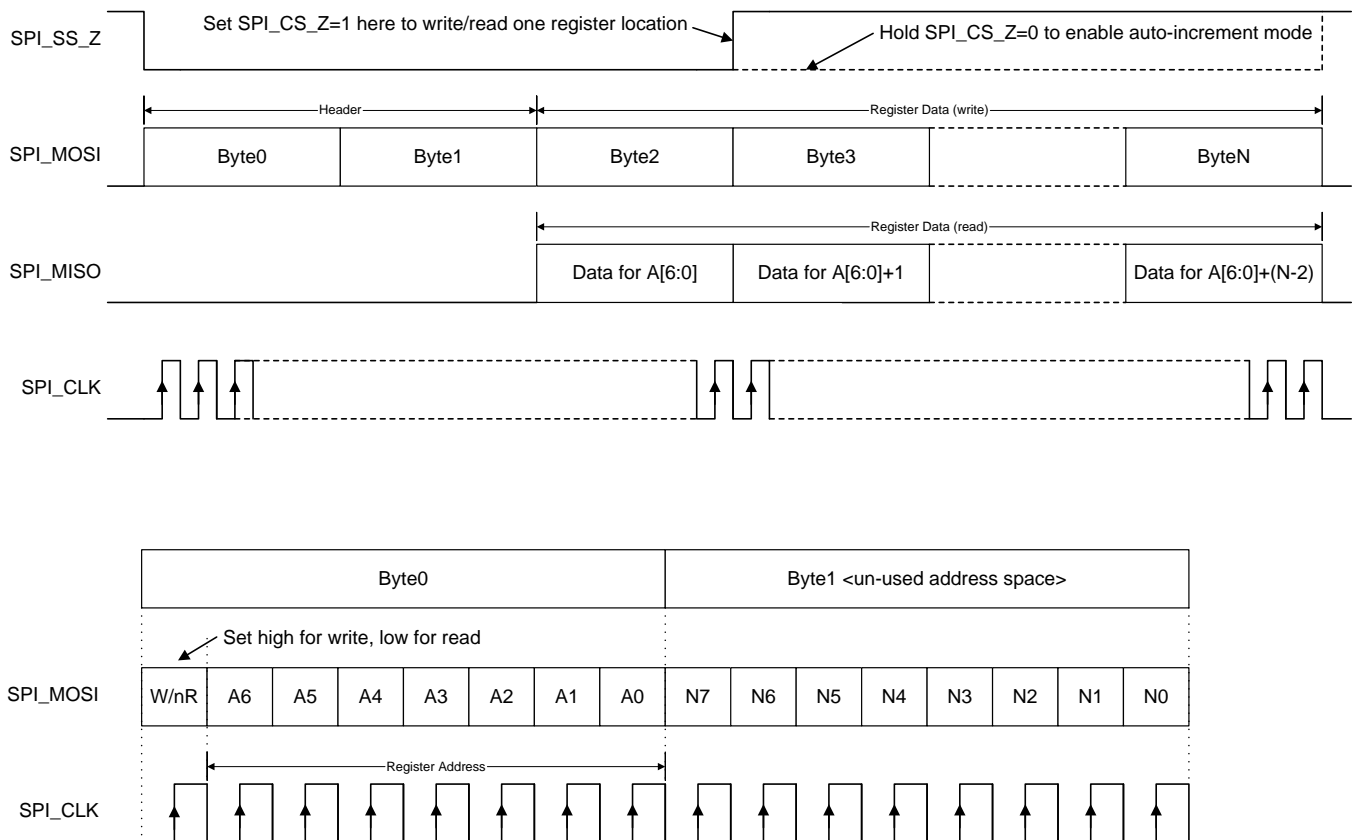 Set SPI_CS_Z=1 here to write/read one register location
Hold SPI_CS_Z=0 to enable auto-increment mode
SPI_SS_Z
Header
Register Data (write)
SPI_MOSI
Byte0
Byte1
Byte2
Byte3
ByteN
Register Data (read)
SPI_MISO
Data for A[6:0]
Data for A[6:0]+1
Data for A[6:0]+(N-2)
SPI_CLK
Byte0
Byte1 <un-used address space>
Set high for write, low for read
SPI_MOSI
W/nR
A6
A5
A4
A3
A2
A1
A0
N7
N6
N5
N4
N3
N2
N1
N0
Register Address
SPI_CLK